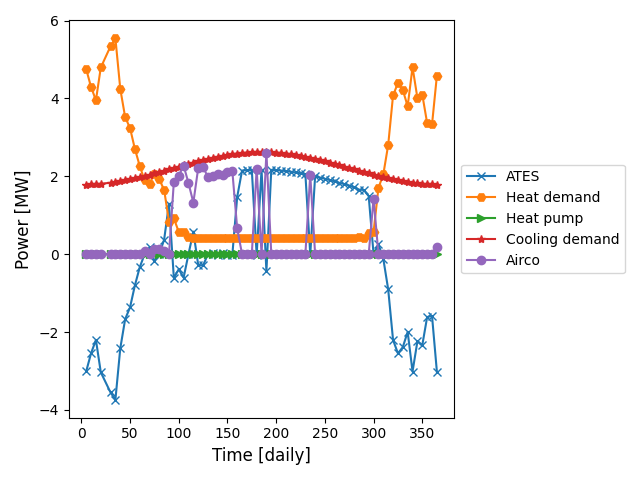 Power [MW]
6
4
2
0
−2
−4
0 50 100 150 200 250 300 350
Time [daily]
ATES
Heat demand
Heat pump
Cooling demand
Airco